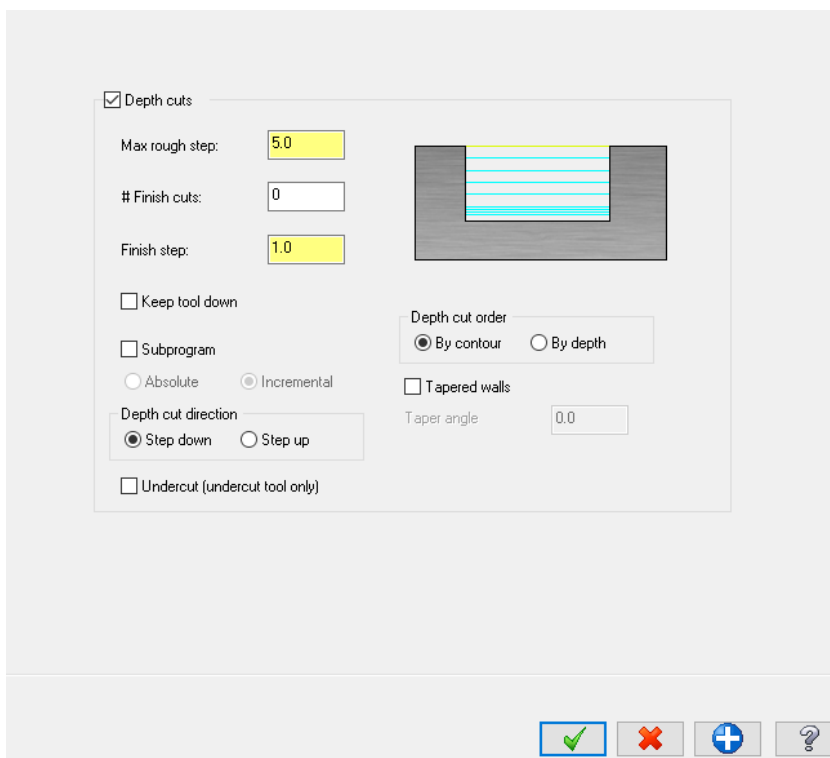 Depth cuts
Max rough step: 5.0
# Finish cuts: 0
Finish step: 1.0
Keep tool down
Subprogram
Absolute Incremental
Depth cut direction
Step down Step up
Undercut (undercut tool only)
Depth cut order
By contour By depth
Tapered walls
Taper angle 0.0
?